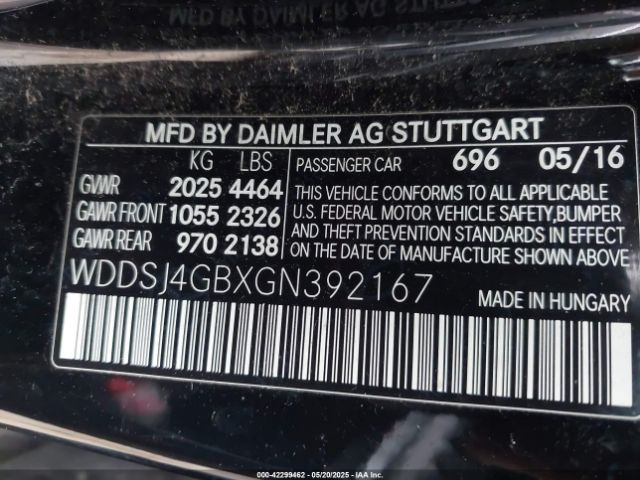 MFD BY DAIMLER AG STUTTGART
KG LBS
GVWR 2025 4464
GAWR FRONT 1055 2326
GAWR REAR 970 2138
PASSENGER CAR 696 05/16
THIS VEHICLE CONFORMS TO ALL APPLICABLE
U.S. FEDERAL MOTOR VEHICLE SAFETY,BUMPER
AND THEFT PREVENTION STANDARDS IN EFFECT
ON THE DATE OF MANUFACTURE SHOWN ABOVE
WDDSJ4GBXGN392167
MADE IN HUNGARY
000-42299462 - 05/20/2025 - IAA, Inc.